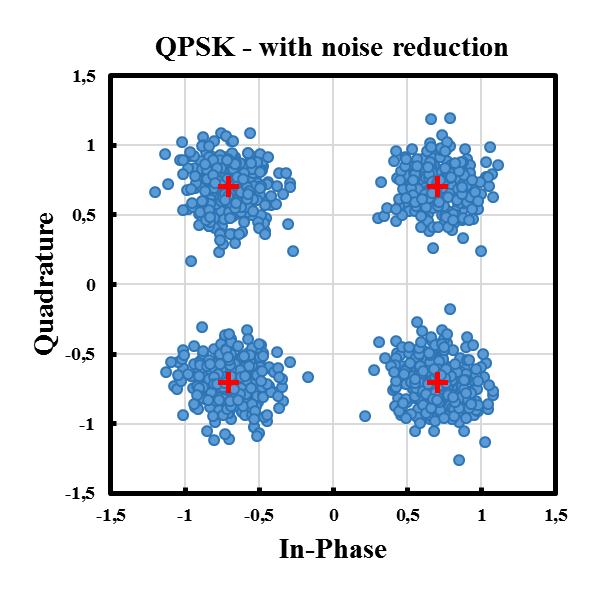 QPSK - with noise reduction
1,5
1
0,5
0
-0,5
-1
-1,5
Quadrature
-1,5 -1 -0,5 0 0,5 1 1,5
In-Phase